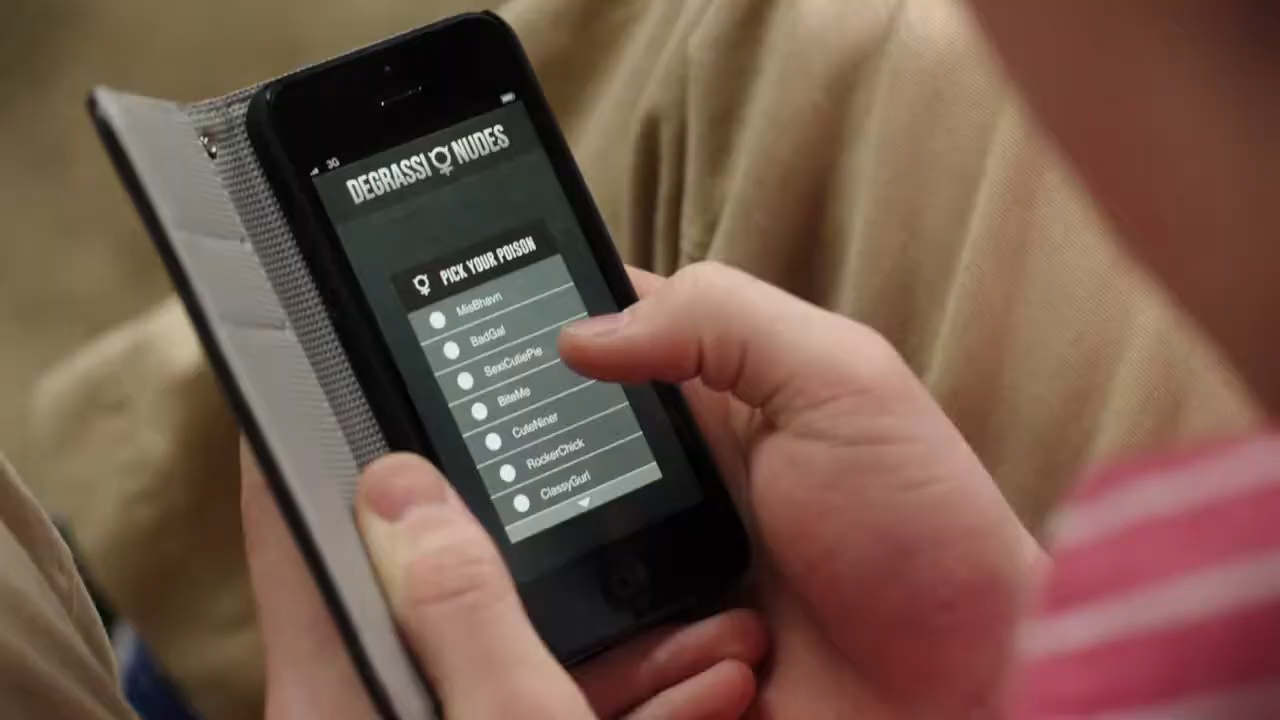 3G
DEGRASSI NUDES
PICK YOUR POISON
MisBhavn
BadGal
SexiCutiePie
BiteMe
CuteNiner
RockerChick
ClassyGurl